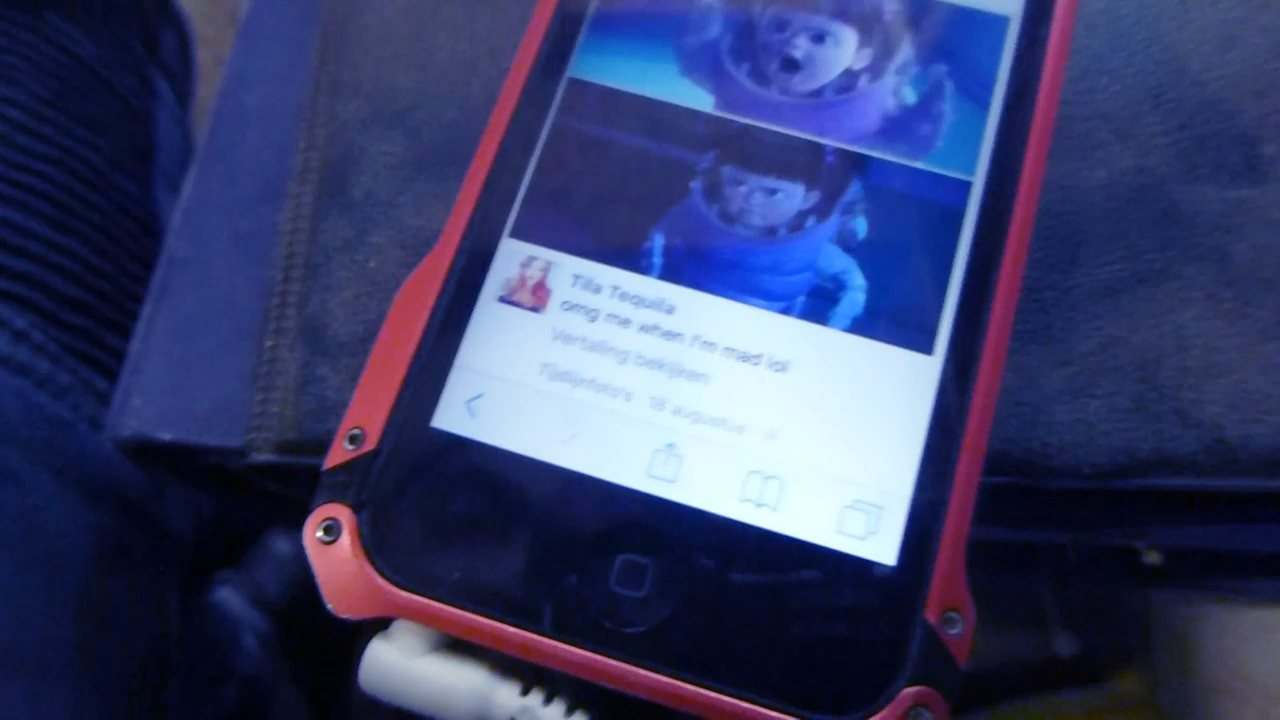 Tila Tequila
omg me when I'm mad lol
Vertaling bekijken
Tijdlijnfoto's · 18 augustus